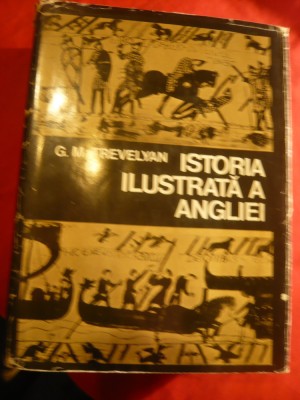 G. M. TREVELYAN ISTORIA
ILUSTRATĂ A
ANGLIEI